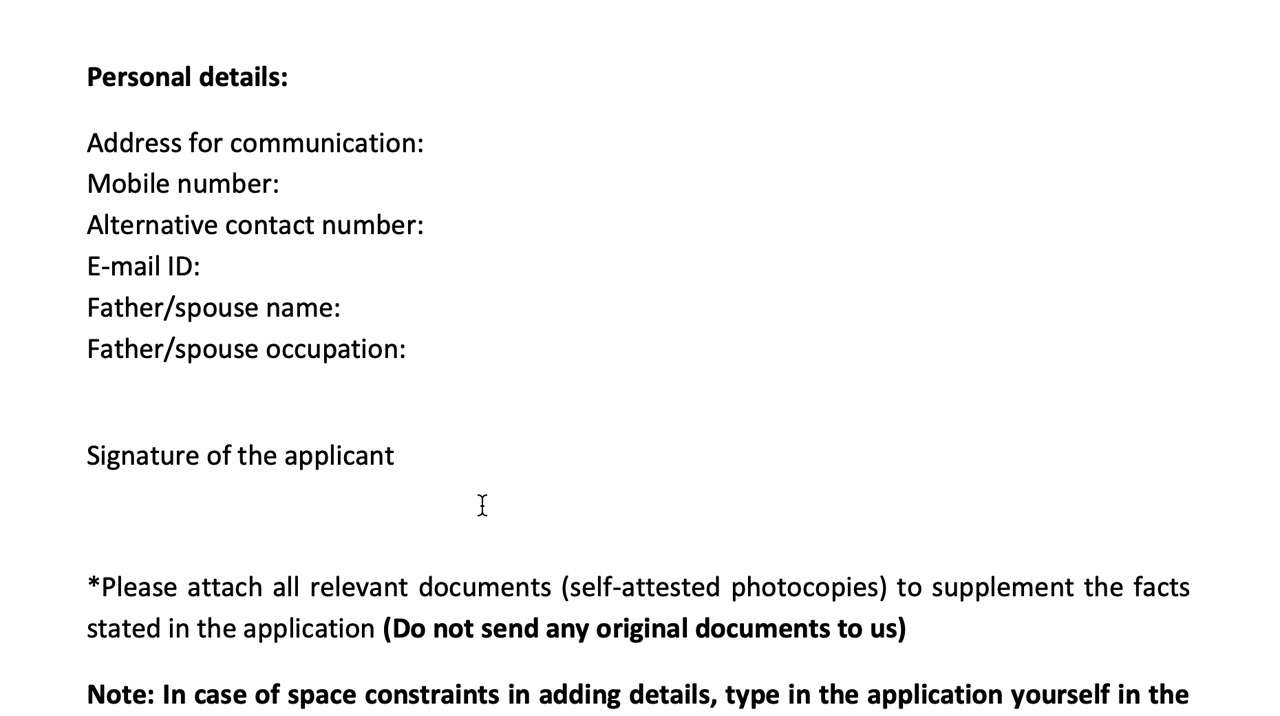 Personal details:
Address for communication:
Mobile number:
Alternative contact number:
E-mail ID:
Father/spouse name:
Father/spouse occupation:
Signature of the applicant
*Please attach all relevant documents (self-attested photocopies) to supplement the facts
stated in the application (Do not send any original documents to us)
Note: In case of space constraints in adding details, type in the application yourself in the